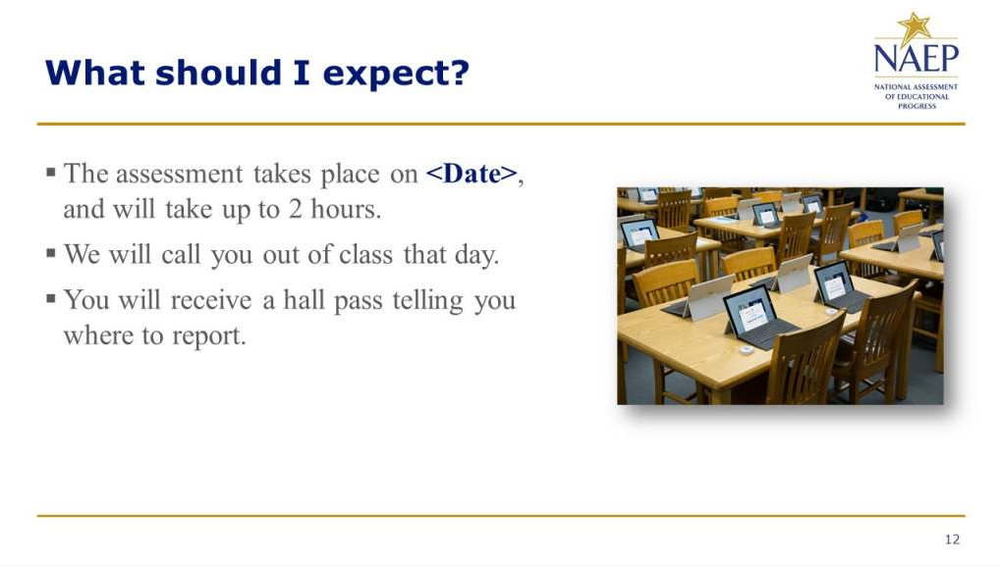 What should I expect?
NAEP
NATIONAL ASSESSMENT
OF EDUCATIONAL
PROGRESS
▪ The assessment takes place on <Date>,
and will take up to 2 hours.
▪ We will call you out of class that day.
▪ You will receive a hall pass telling you
where to report.
12